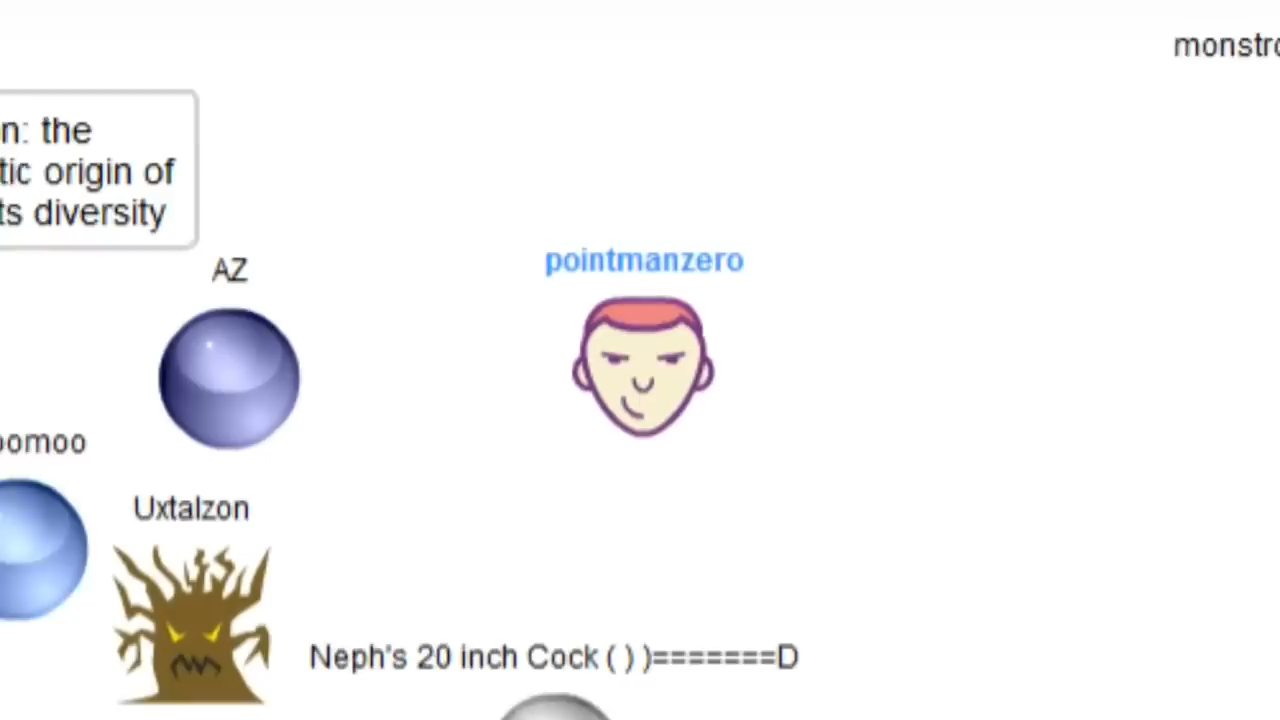 monstro
n: the
tic origin of
ts diversity
pointmanzero
AZ
oomoo
Uxtalzon
Neph's 20 inch Cock ( ) )=======D